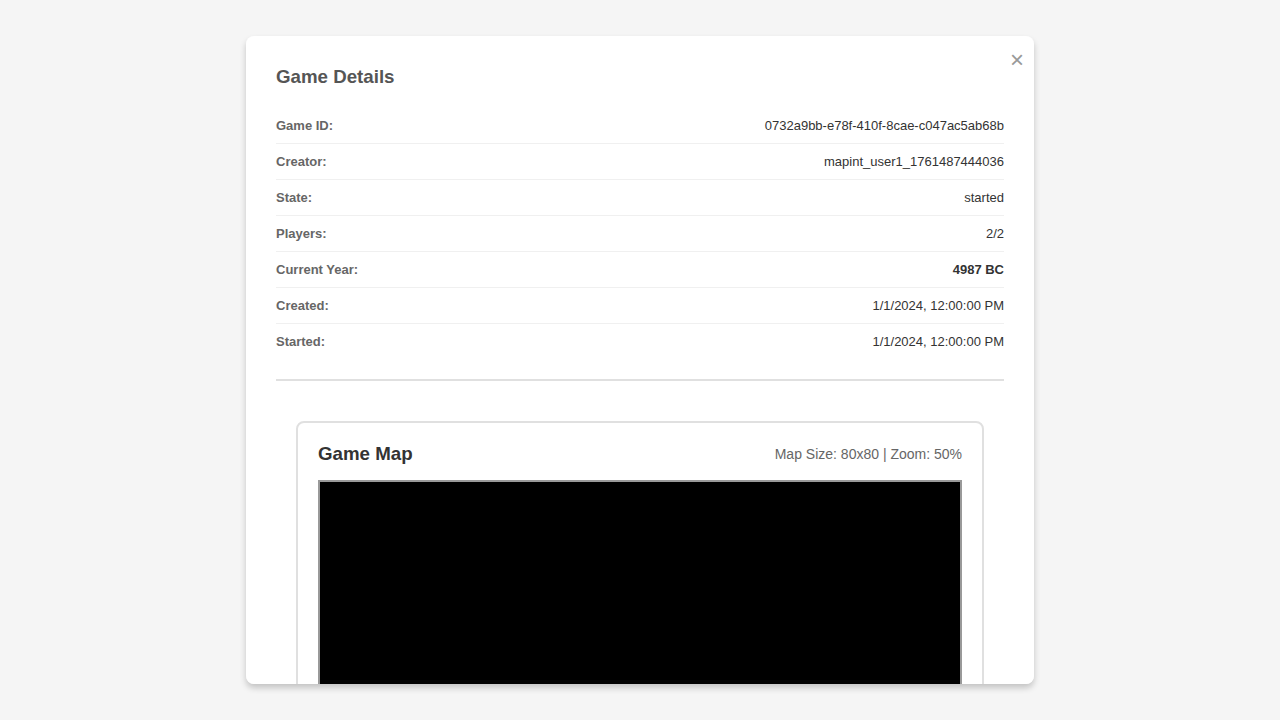 ×
Game Details
Game ID: 0732a9bb-e78f-410f-8cae-c047ac5ab68b
Creator: mapint_user1_1761487444036
State: started
Players: 2/2
Current Year: 4987 BC
Created: 1/1/2024, 12:00:00 PM
Started: 1/1/2024, 12:00:00 PM
Game Map Map Size: 80x80 | Zoom: 50%